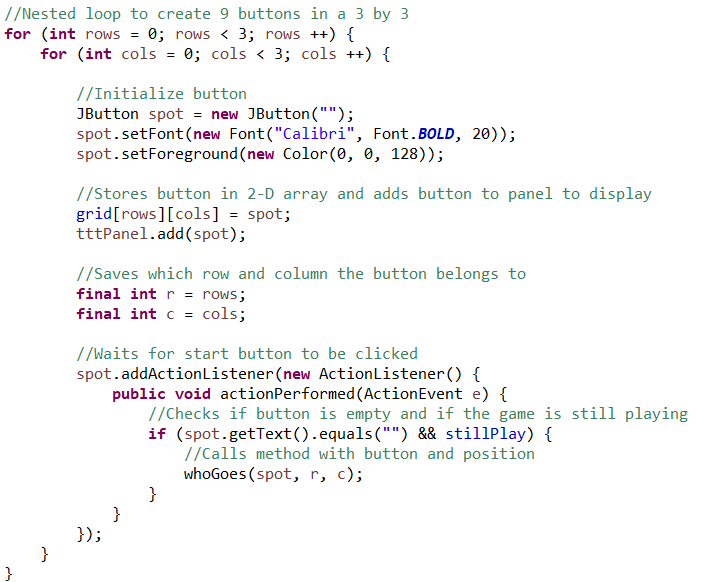 //Nested loop to create 9 buttons in a 3 by 3
for (int rows = 0; rows < 3; rows ++) {
    for (int cols = 0; cols < 3; cols ++) {

        //Initialize button
        JButton spot = new JButton("");
        spot.setFont(new Font("Calibri", Font.BOLD, 20));
        spot.setForeground(new Color(0, 0, 128));

        //Stores button in 2-D array and adds button to panel to display
        grid[rows][cols] = spot;
        tttPanel.add(spot);

        //Saves which row and column the button belongs to
        final int r = rows;
        final int c = cols;

        //Waits for start button to be clicked
        spot.addActionListener(new ActionListener() {
            public void actionPerformed(ActionEvent e) {
                //Checks if button is empty and if the game is still playing
                if (spot.getText().equals("") && stillPlay) {
                    //Calls method with button and position
                    whoGoes(spot, r, c);
                }
            }
        });
    }
}